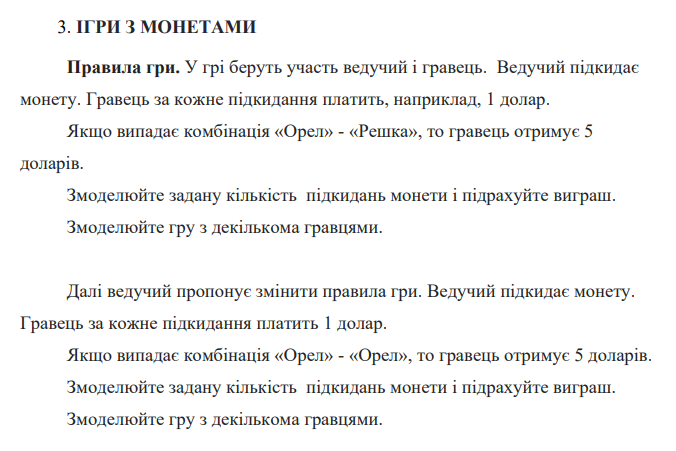 3. ІГРИ З МОНЕТАМИ
Правила гри. У грі беруть участь ведучий і гравець. Ведучий підкидає
монету. Гравець за кожне підкидання платить, наприклад, 1 долар.
Якщо випадає комбінація «Орел» - «Решка», то гравець отримує 5
доларів.
Змоделюйте задану кількість підкидань монети і підрахуйте виграш.
Змоделюйте гру з декількома гравцями.
Далі ведучий пропонує змінити правила гри. Ведучий підкидає монету.
Гравець за кожне підкидання платить 1 долар.
Якщо випадає комбінація «Орел» - «Орел», то гравець отримує 5 доларів.
Змоделюйте задану кількість підкидань монети і підрахуйте виграш.
Змоделюйте гру з декількома гравцями.